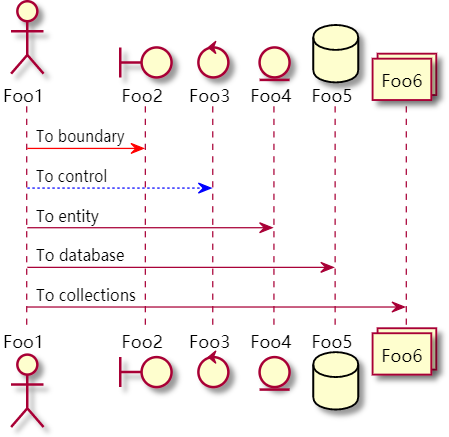 Foo1 Foo2 Foo3 Foo4 Foo5 Foo6
To boundary
To control
To entity
To database
To collections
Foo1 Foo2 Foo3 Foo4 Foo5 Foo6